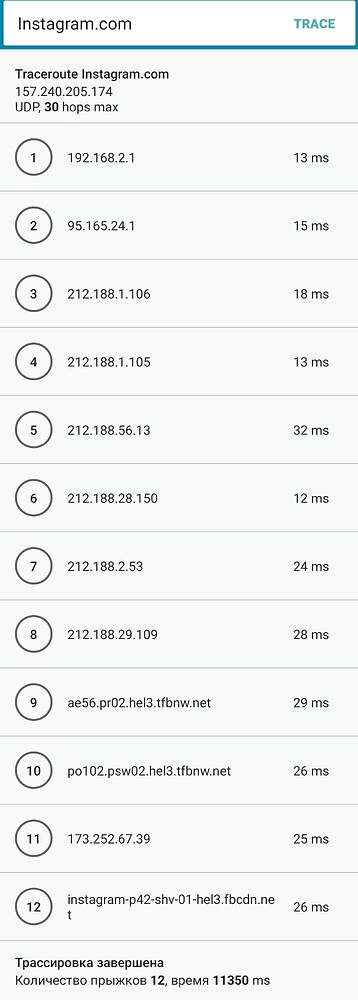 Instagram.com TRACE
Traceroute Instagram.com
157.240.205.174
UDP, 30 hops max
1 192.168.2.1 13 ms
2 95.165.24.1 15 ms
3 212.188.1.106 18 ms
4 212.188.1.105 13 ms
5 212.188.56.13 32 ms
6 212.188.28.150 12 ms
7 212.188.2.53 24 ms
8 212.188.29.109 28 ms
9 ae56.pr02.hel3.tfbnw.net 29 ms
10 po102.psw02.hel3.tfbnw.net 26 ms
11 173.252.67.39 25 ms
12 instagram-p42-shv-01-hel3.fbcdn.ne 26 ms
t
Трассировка завершена
Количество прыжков 12, время 11350 ms